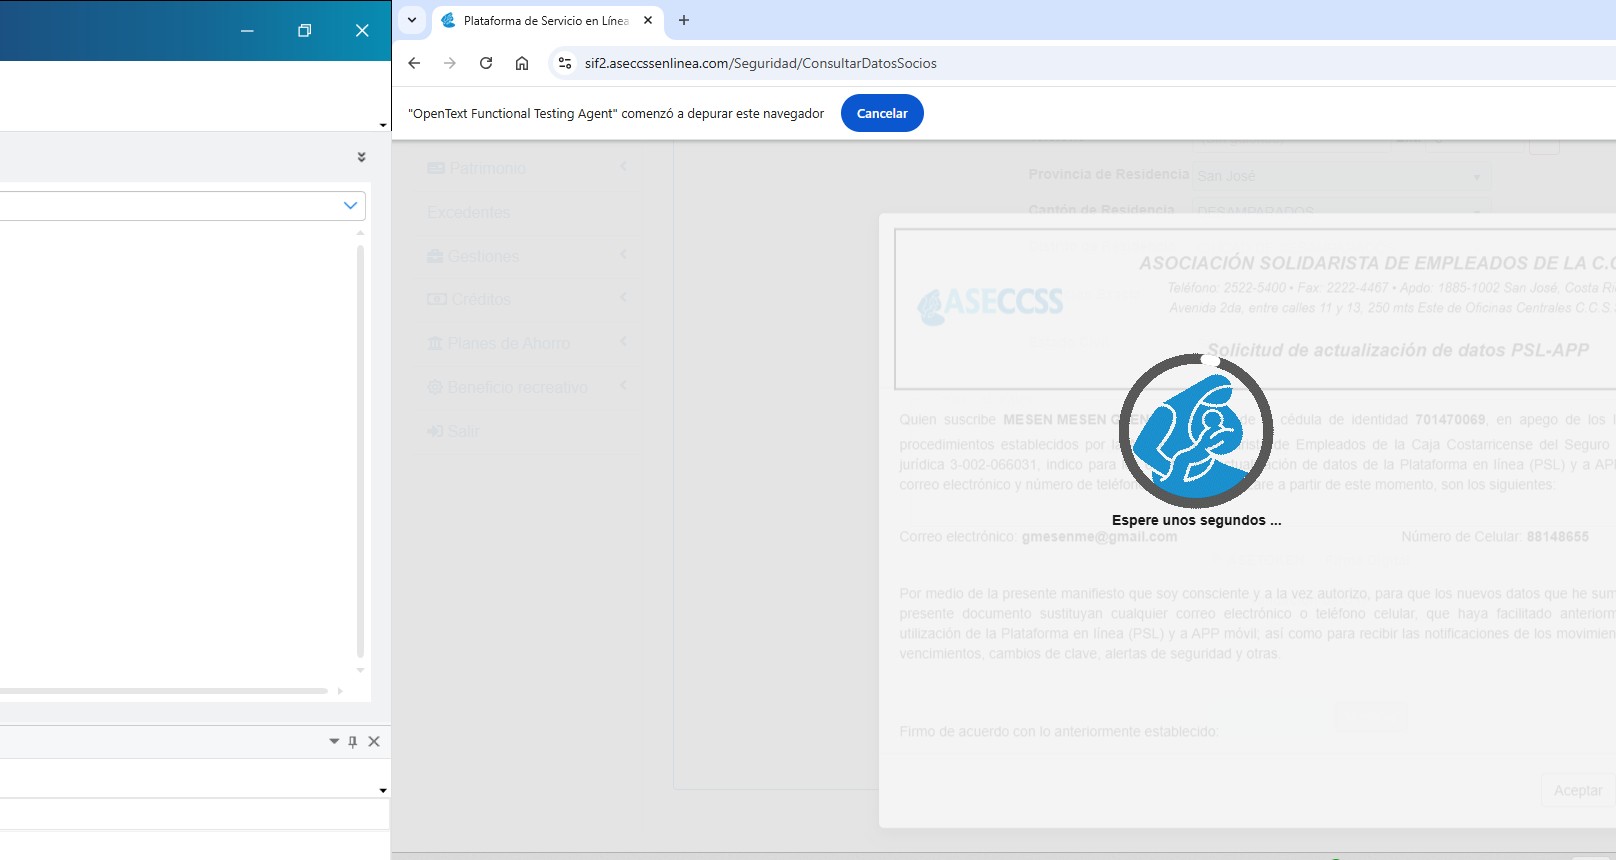 Plataforma de Servicio en Línea
sif2.aseccssenlinea.com/Seguridad/ConsultarDatosSocios
"OpenText Functional Testing Agent" comenzó a depurar este navegador
Cancelar
Patrimonio
Excedentes
Gestiones
Créditos
Planes de Ahorro
Beneficio recreativo
Salir
Provincia de Residencia
San José
Cantón de Residencia
DESAMPARADOS
ASECCSS
ASOCIACIÓN SOLIDARISTA DE EMPLEADOS DE LA C.C
Teléfono: 2522-5400 • Fax: 2222-4467 • Apdo: 1885-1002 San José, Costa Ri
Avenida 2da, entre calles 11 y 13, 250 mts Este de Oficinas Centrales C.C.S.
Solicitud de actualización de datos PSL-APP
Quien suscribe MESEN MESEN cédula de identidad 701470069, en apego de los
procedimientos establecidos por la de Empleados de la Caja Costarricense del Seguro
jurídica 3-002-066031, indico para de datos de la Plataforma en línea (PSL) y a APP
correo electrónico y número de a partir de este momento, son los siguientes:
Espere unos segundos ...
Correo electrónico: gmesenme@gmail.com
Número de Celular: 88148655
Por medio de la presente manifiesto que soy consciente y a la vez autorizo, para que los nuevos datos que he sum
presente documento sustituyan cualquier correo electrónico o teléfono celular, que haya facilitado anteriorm
utilización de la Plataforma en línea (PSL) y a APP móvil; así como para recibir las notificaciones de los movimien
vencimientos, cambios de clave, alertas de seguridad y otras.
Firmo de acuerdo con lo anteriormente establecido:
Aceptar